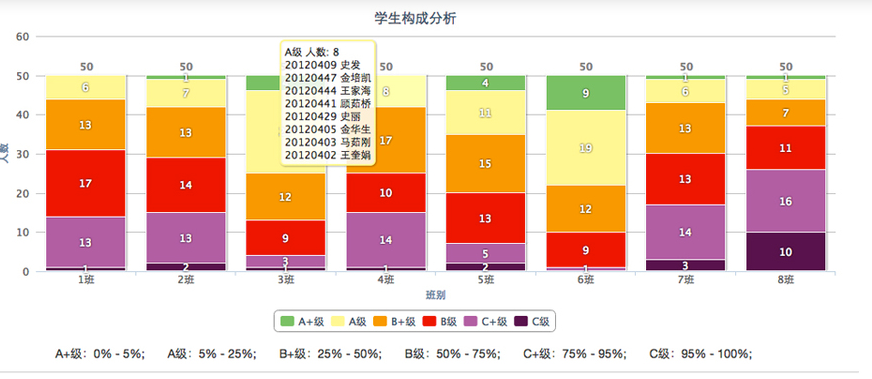 学生构成分析
60
50
40
30
20
10
0
人数
50 50 50 50 50 50 50
A级 人数: 8
20120409 史发
20120447 金培凯
20120444 王家海
20120441 顾茹桥
20120429 史丽
20120405 金华生
20120403 马茹刚
20120402 王奎娟
6 13 17 13 1
1 7 13 14 13 2
12 9 3 1
8 17 10 14 1
4 11 15 13 5 2
9 19 12 9 1
1 6 13 13 14 3
1 5 7 11 16 10
1班 2班 3班 4班 5班 6班 7班 8班
班别
A+级 A级 B+级 B级 C+级 C级
A+级: 0% - 5%; A级: 5% - 25%; B+级: 25% - 50%; B级: 50% - 75%; C+级: 75% - 95%; C级: 95% - 100%;